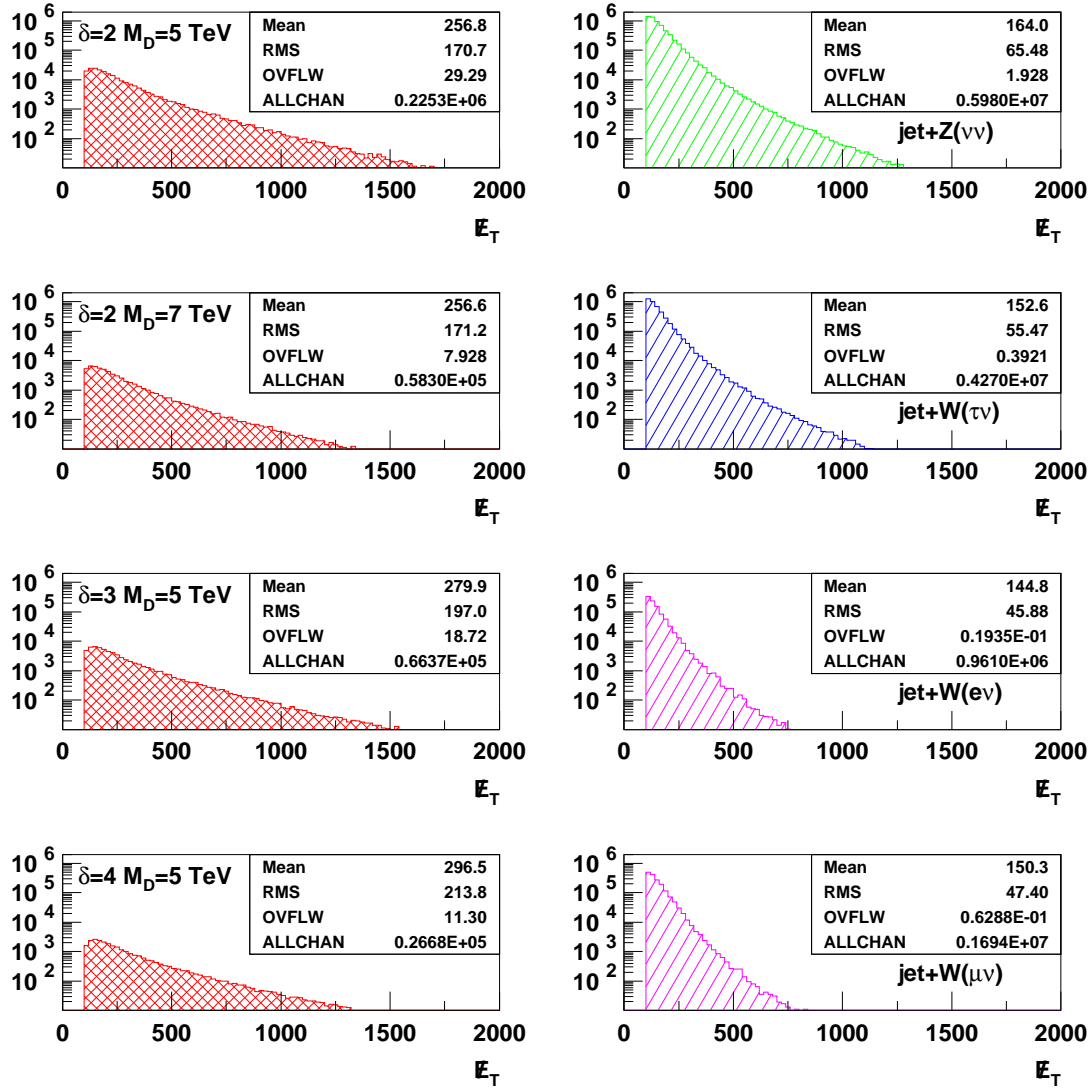 δ=2 M_D=5 TeV
Mean 256.8
RMS 170.7
OVFLW 29.29
ALLCHAN 0.2253E+06
10^6
10^5
10^4
10^3
10^2
0 500 1000 1500 2000
E̸_T
Mean 164.0
RMS 65.48
OVFLW 1.928
ALLCHAN 0.5980E+07
jet+Z(νν)
10^6
10^5
10^4
10^3
10^2
0 500 1000 1500 2000
E̸_T
δ=2 M_D=7 TeV
Mean 256.6
RMS 171.2
OVFLW 7.928
ALLCHAN 0.5830E+05
10^6
10^5
10^4
10^3
10^2
0 500 1000 1500 2000
E̸_T
Mean 152.6
RMS 55.47
OVFLW 0.3921
ALLCHAN 0.4270E+07
jet+W(τν)
10^6
10^5
10^4
10^3
10^2
0 500 1000 1500 2000
E̸_T
δ=3 M_D=5 TeV
Mean 279.9
RMS 197.0
OVFLW 18.72
ALLCHAN 0.6637E+05
10^6
10^5
10^4
10^3
10^2
0 500 1000 1500 2000
E̸_T
Mean 144.8
RMS 45.88
OVFLW 0.1935E-01
ALLCHAN 0.9610E+06
jet+W(eν)
10^6
10^5
10^4
10^3
10^2
0 500 1000 1500 2000
E̸_T
δ=4 M_D=5 TeV
Mean 296.5
RMS 213.8
OVFLW 11.30
ALLCHAN 0.2668E+05
10^6
10^5
10^4
10^3
10^2
0 500 1000 1500 2000
E̸_T
Mean 150.3
RMS 47.40
OVFLW 0.6288E-01
ALLCHAN 0.1694E+07
jet+W(μν)
10^6
10^5
10^4
10^3
10^2
0 500 1000 1500 2000
E̸_T